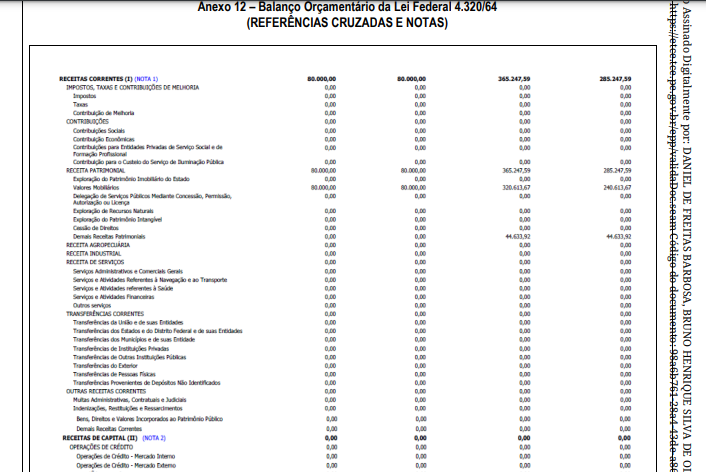 Anexo 12 – Balanço Orçamentário da Lei Federal 4.320/64
(REFERÊNCIAS CRUZADAS E NOTAS)
RECEITAS CORRENTES (I) (NOTA 1) 80.000,00 80.000,00 365.247,59 285.247,59
IMPOSTOS, TAXAS E CONTRIBUIÇÕES DE MELHORIA 0,00 0,00 0,00 0,00
Impostos 0,00 0,00 0,00 0,00
Taxas 0,00 0,00 0,00 0,00
Contribuição de Melhoria 0,00 0,00 0,00 0,00
CONTRIBUIÇÕES 0,00 0,00 0,00 0,00
Contribuições Sociais 0,00 0,00 0,00 0,00
Contribuição Econômicas 0,00 0,00 0,00 0,00
Contribuições para Entidades Privadas de Serviço Social e de 0,00 0,00 0,00 0,00
Formação Profissional
Contribuição para o Custeio do Serviço de Iluminação Pública 0,00 0,00 0,00 0,00
RECEITA PATRIMONIAL 80.000,00 80.000,00 365.247,59 285.247,59
Exploração do Patrimônio Imobiliário do Estado 0,00 0,00 0,00 0,00
Valores Mobiliários 80.000,00 80.000,00 320.613,67 240.613,67
Delegação de Serviços Públicos Mediante Concessão, Permissão, 0,00 0,00 0,00 0,00
Autorização ou Licença
Exploração de Recursos Naturais 0,00 0,00 0,00 0,00
Exploração do Patrimônio Intangível 0,00 0,00 0,00 0,00
Cessão de Direitos 0,00 0,00 0,00 0,00
Demais Receitas Patrimoniais 0,00 0,00 44.633,92 44.633,92
RECEITA AGROPECUÁRIA 0,00 0,00 0,00 0,00
RECEITA INDUSTRIAL 0,00 0,00 0,00 0,00
RECEITA DE SERVIÇOS 0,00 0,00 0,00 0,00
Serviços Administrativos e Comerciais Gerais 0,00 0,00 0,00 0,00
Serviços e Atividades Referentes à Navegação e ao Transporte 0,00 0,00 0,00 0,00
Serviços e Atividades referentes à Saúde 0,00 0,00 0,00 0,00
Serviços e Atividades Financeiras 0,00 0,00 0,00 0,00
Outros serviços 0,00 0,00 0,00 0,00
TRANSFERÊNCIAS CORRENTES 0,00 0,00 0,00 0,00
Transferências da União e de suas Entidades 0,00 0,00 0,00 0,00
Transferências dos Estados e do Distrito Federal e de suas Entidades 0,00 0,00 0,00 0,00
Transferências dos Municípios e de suas Entidade 0,00 0,00 0,00 0,00
Transferências de Instituições Privadas 0,00 0,00 0,00 0,00
Transferências de Outras Instituições Públicas 0,00 0,00 0,00 0,00
Transferências do Exterior 0,00 0,00 0,00 0,00
Transferências de Pessoas Físicas 0,00 0,00 0,00 0,00
Transferências Provenientes de Depósitos Não Identificados 0,00 0,00 0,00 0,00
OUTRAS RECEITAS CORRENTES 0,00 0,00 0,00 0,00
Multas Administrativas, Contratuais e Judiciais 0,00 0,00 0,00 0,00
Indenizações, Restituições e Ressarcimentos 0,00 0,00 0,00 0,00
Bens, Direitos e Valores Incorporados ao Patrimônio Público 0,00 0,00 0,00 0,00
Demais Receitas Correntes 0,00 0,00 0,00 0,00
RECEITAS DE CAPITAL (II) (NOTA 2) 0,00 0,00 0,00 0,00
OPERAÇÕES DE CRÉDITO 0,00 0,00 0,00 0,00
Operações de Crédito - Mercado Interno 0,00 0,00 0,00 0,00
Operações de Crédito - Mercado Externo 0,00 0,00 0,00 0,00
Assinado Digitalmente por: DANIEL DE FREITAS BARBOSA, BRUNO HENRIQUE SILVA DE
https://etce.tce.pe.gov.br/epp/validaDoc.seam Código do documento: 98a6b761-28a4-43de